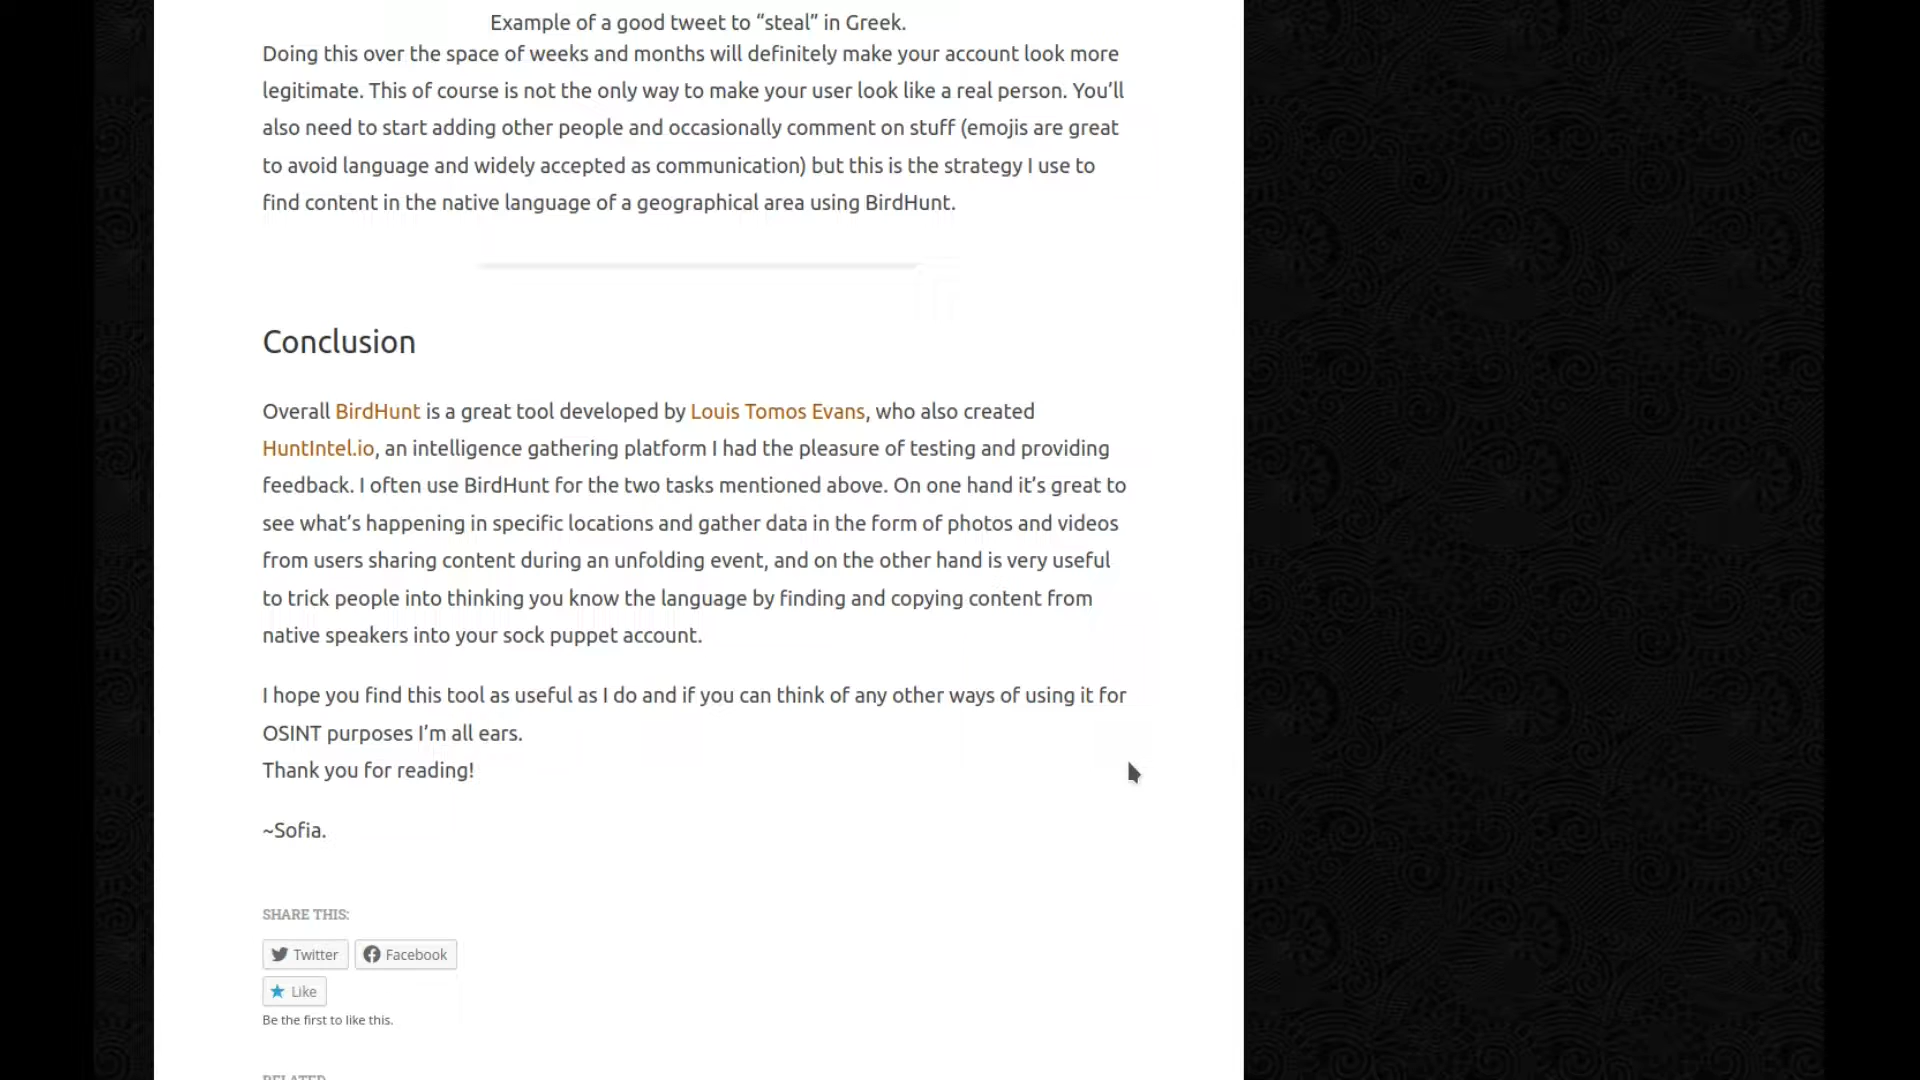 Example of a good tweet to “steal” in Greek.
Doing this over the space of weeks and months will definitely make your account look more
legitimate. This of course is not the only way to make your user look like a real person. You’ll
also need to start adding other people and occasionally comment on stuff (emojis are great
to avoid language and widely accepted as communication) but this is the strategy I use to
find content in the native language of a geographical area using BirdHunt.
Conclusion
Overall BirdHunt is a great tool developed by Louis Tomos Evans, who also created
HuntIntel.io, an intelligence gathering platform I had the pleasure of testing and providing
feedback. I often use BirdHunt for the two tasks mentioned above. On one hand it’s great to
see what’s happening in specific locations and gather data in the form of photos and videos
from users sharing content during an unfolding event, and on the other hand is very useful
to trick people into thinking you know the language by finding and copying content from
native speakers into your sock puppet account.
I hope you find this tool as useful as I do and if you can think of any other ways of using it for
OSINT purposes I’m all ears.
Thank you for reading!
~Sofia.
SHARE THIS:
Twitter Facebook
Like
Be the first to like this.
RELATED